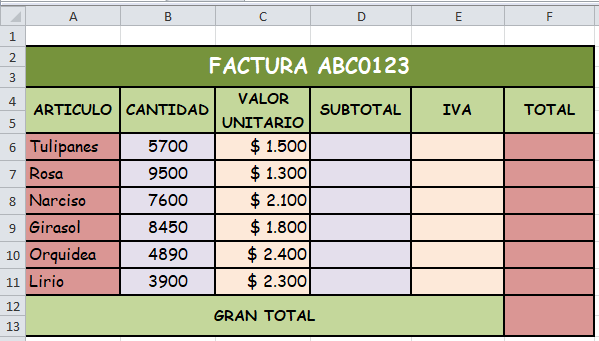 A B C D E F
1
2
FACTURA ABC0123
3
4
ARTICULO CANTIDAD VALOR UNITARIO SUBTOTAL IVA TOTAL
5
6 Tulipanes 5700 $ 1.500
7 Rosa 9500 $ 1.300
8 Narciso 7600 $ 2.100
9 Girasol 8450 $ 1.800
10 Orquidea 4890 $ 2.400
11 Lirio 3900 $ 2.300
12
GRAN TOTAL
13